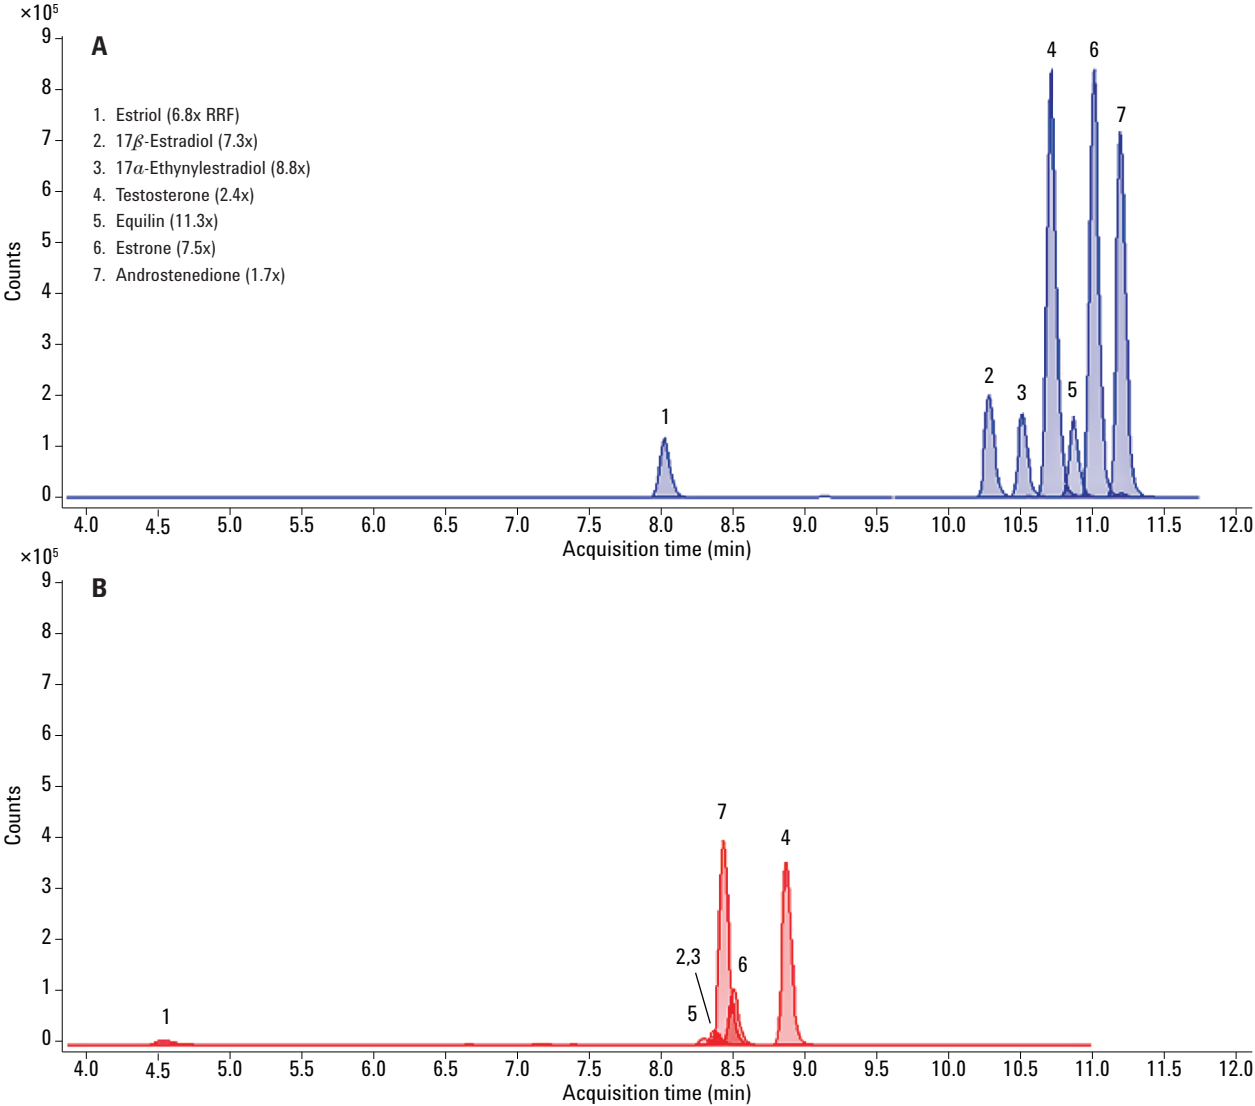 ×10⁵
9
A
4
6
8
1. Estriol (6.8x RRF)
7
7
2. 17β-Estradiol (7.3x)
3. 17α-Ethynylestradiol (8.8x)
6
4. Testosterone (2.4x)
5. Equilin (11.3x)
5
6. Estrone (7.5x)
7. Androstenedione (1.7x)
Counts
4
3
2
3
5
2
1
1
0
4.0 4.5 5.0 5.5 6.0 6.5 7.0 7.5 8.0 8.5 9.0 9.5 10.0 10.5 11.0 11.5 12.0
Acquisition time (min)
×10⁵
9
B
8
7
6
5
Counts
7
4
4
3
2
2,3
6
1
5
1
0
4.0 4.5 5.0 5.5 6.0 6.5 7.0 7.5 8.0 8.5 9.0 9.5 10.0 10.5 11.0 11.5 12.0
Acquisition time (min)